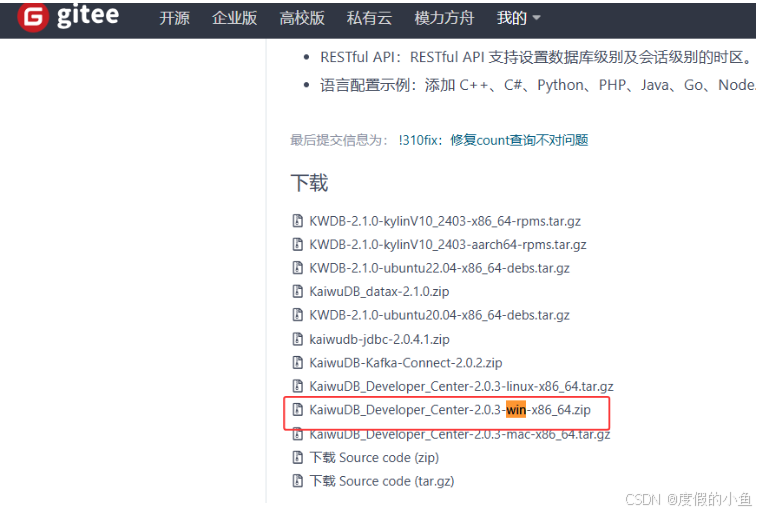 gitee 开源 企业版 高校版 私有云 模力方舟 我的
RESTful API：RESTful API 支持设置数据库级别及会话级别的时区。
语言配置示例：添加 C++、C#、Python、PHP、Java、Go、Node.
最后提交信息为： !310fix：修复count查询不对问题
下载
KWDB-2.1.0-kylinV10_2403-x86_64-rpms.tar.gz
KWDB-2.1.0-kylinV10_2403-aarch64-rpms.tar.gz
KWDB-2.1.0-ubuntu22.04-x86_64-debs.tar.gz
KaiwuDB_datax-2.1.0.zip
KWDB-2.1.0-ubuntu20.04-x86_64-debs.tar.gz
kaiwudb-jdbc-2.0.4.1.zip
KaiwuDB-Kafka-Connect-2.0.2.zip
KaiwuDB_Developer_Center-2.0.3-linux-x86_64.tar.gz
KaiwuDB_Developer_Center-2.0.3-win-x86_64.zip
KaiwuDB_Developer_Center-2.0.3-mac-x86_64.tar.gz
下载 Source code (zip)
下载 Source code (tar.gz)
CSDN @度假的小鱼